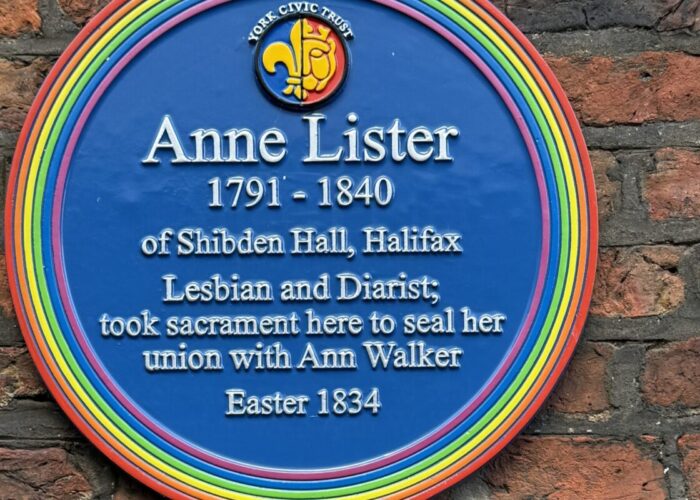 YORK CIVIC TRUST
Anne Lister
1791 - 1840
of Shibden Hall, Halifax
Lesbian and Diarist;
took sacrament here to seal her
union with Ann Walker
Easter 1834